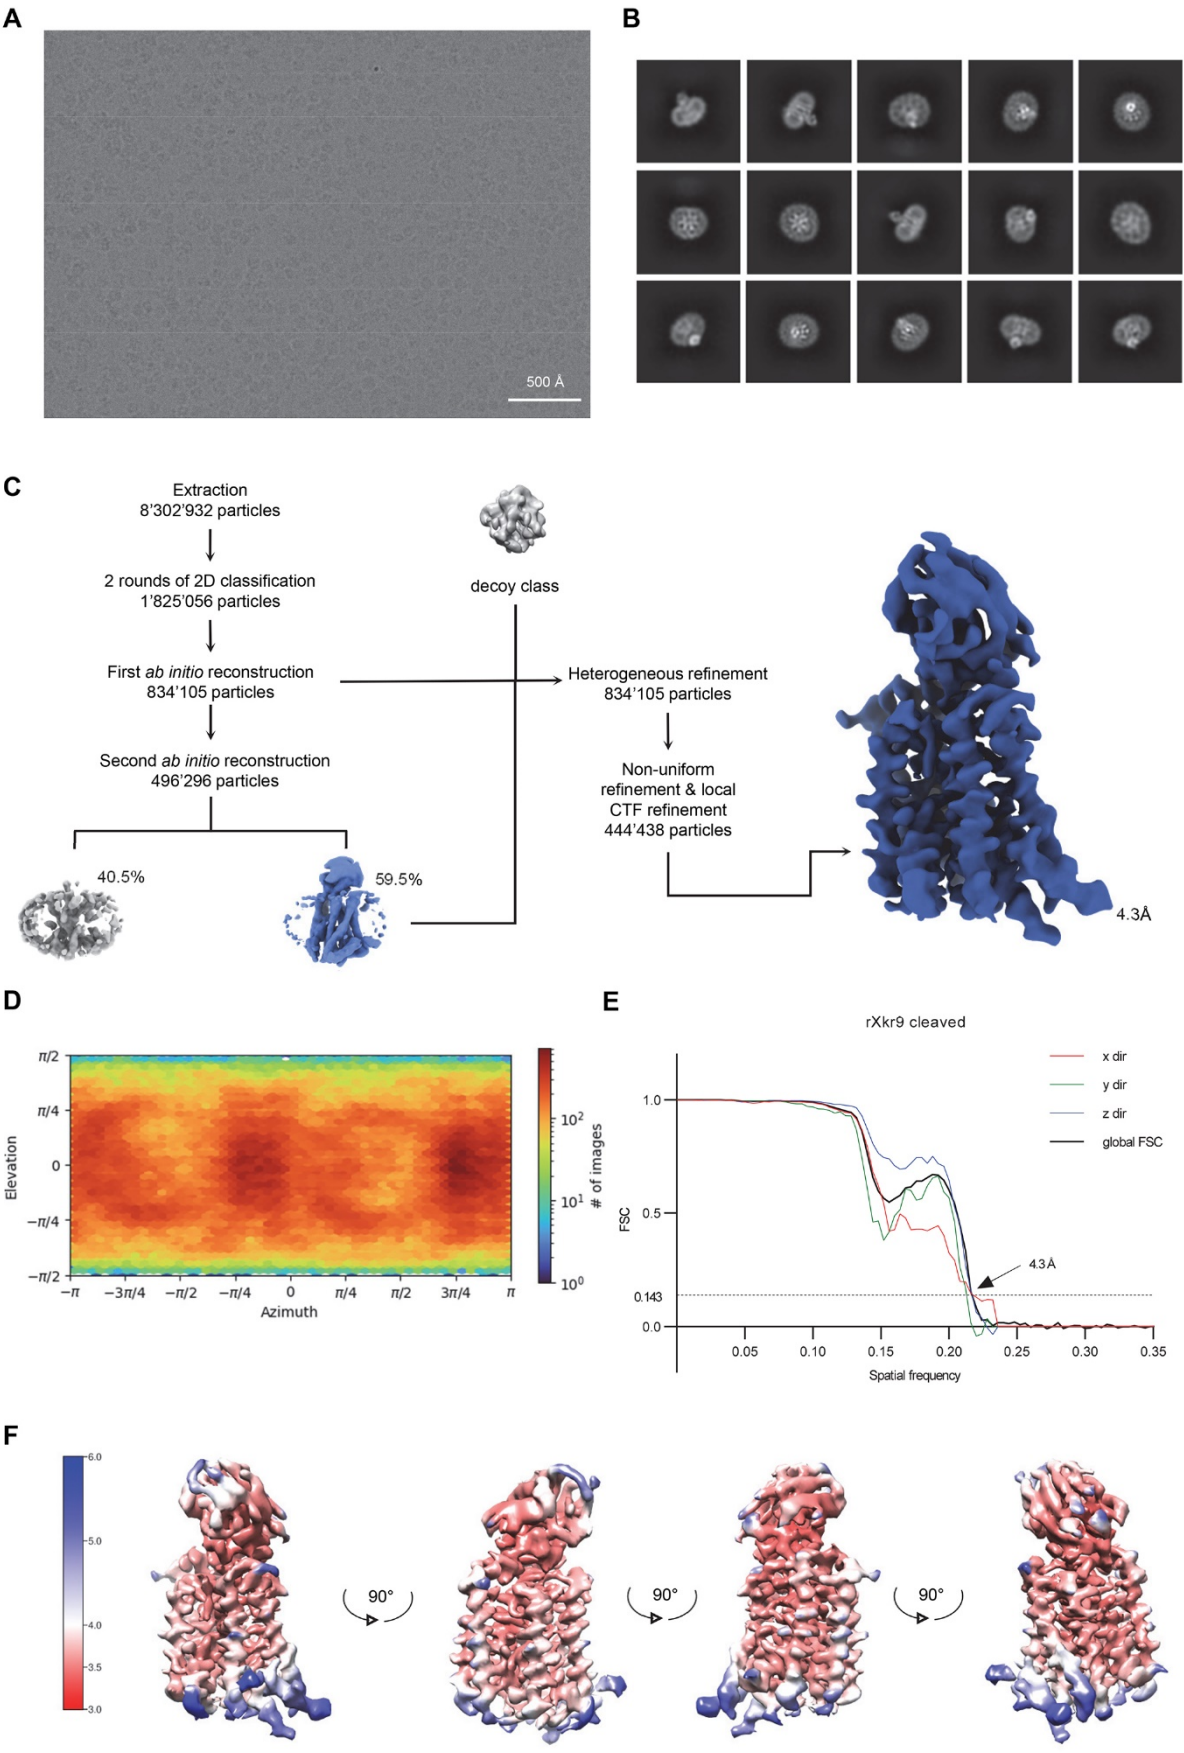 A
500 Å
B
C
Extraction
8'302'932 particles
2 rounds of 2D classification
1'825'056 particles
First ab initio reconstruction
834'105 particles
Second ab initio reconstruction
496'296 particles
40.5%
59.5%
decoy class
Heterogeneous refinement
834'105 particles
Non-uniform
refinement & local
CTF refinement
444'438 particles
4.3Å
D
π/2
π/4
0
−π/4
−π/2
Elevation
−π
−3π/4
−π/2
−π/4
0
π/4
π/2
3π/4
π
Azimuth
10²
10¹
10⁰
# of images
E
rXkr9 cleaved
x dir
y dir
z dir
global FSC
1.0
0.5
0.143
0.0
FSC
4.3Å
0.05
0.10
0.15
0.20
0.25
0.30
0.35
Spatial frequency
F
6.0
5.0
4.0
3.5
3.0
90°
90°
90°